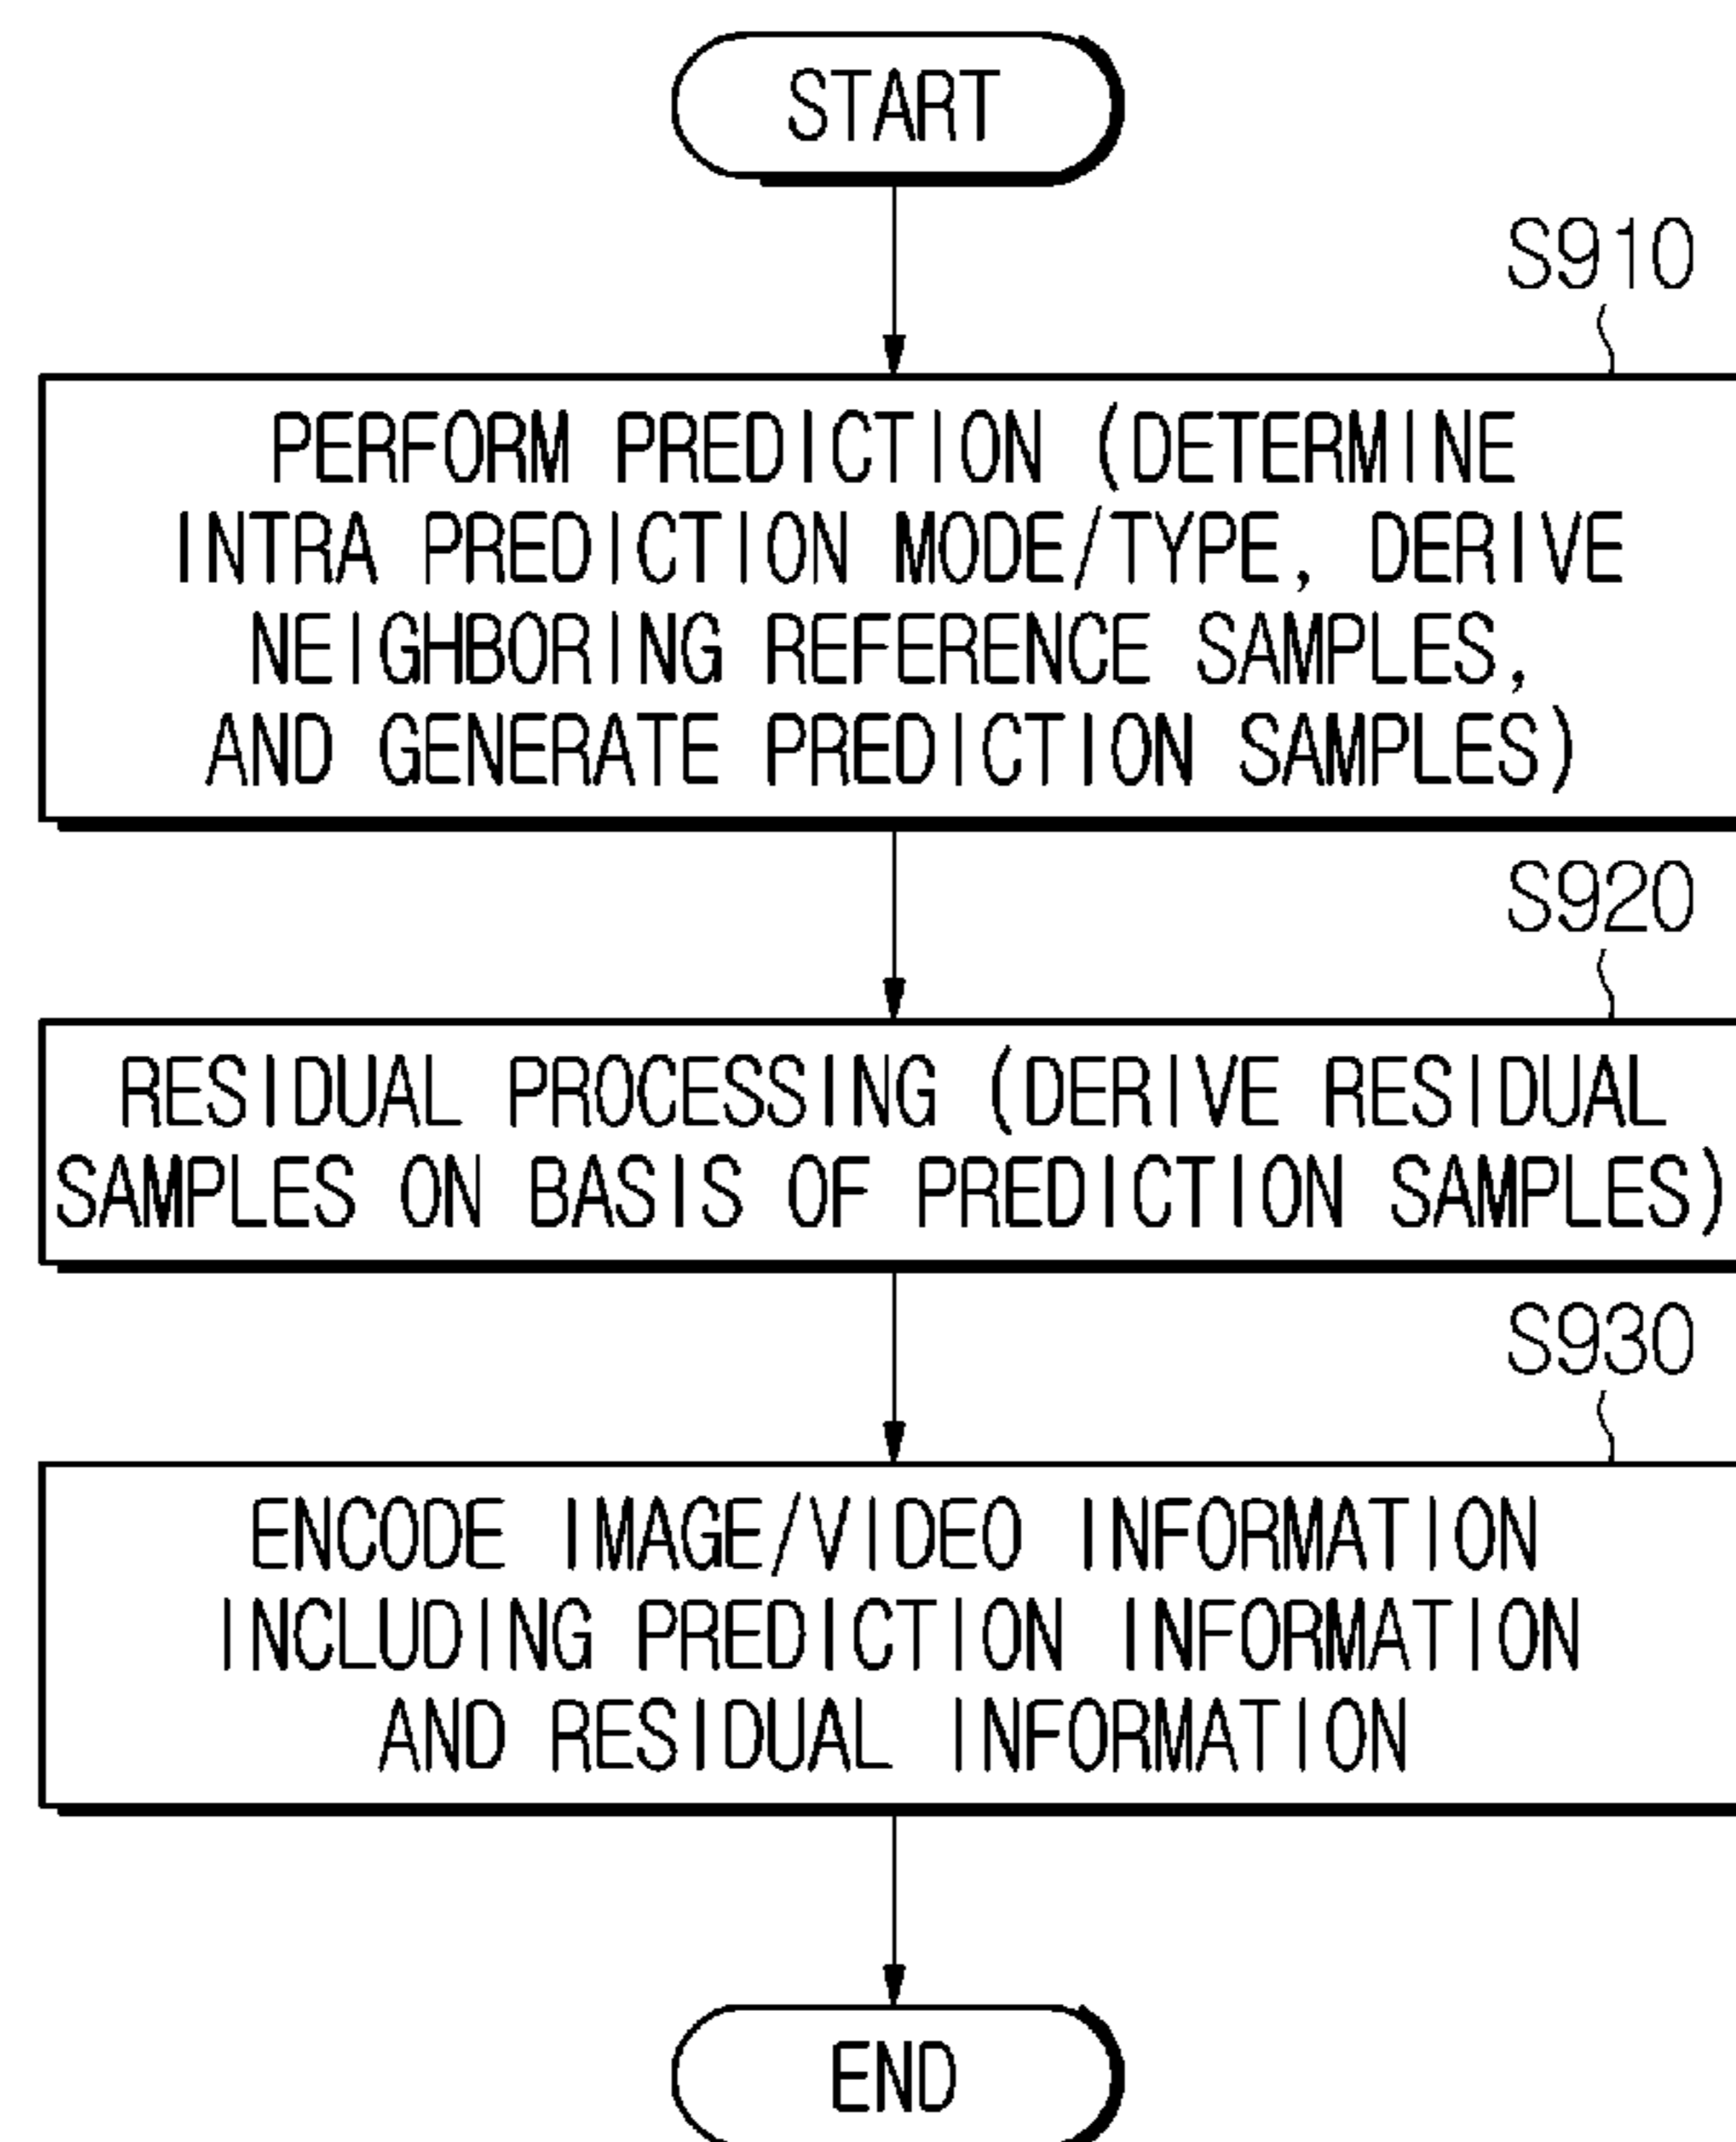 START
S910
PERFORM PREDICTION (DETERMINE
INTRA PREDICTION MODE/TYPE, DERIVE
NEIGHBORING REFERENCE SAMPLES,
AND GENERATE PREDICTION SAMPLES)
S920
RESIDUAL PROCESSING (DERIVE RESIDUAL
SAMPLES ON BASIS OF PREDICTION SAMPLES)
S930
ENCODE IMAGE/VIDEO INFORMATION
INCLUDING PREDICTION INFORMATION
AND RESIDUAL INFORMATION
END